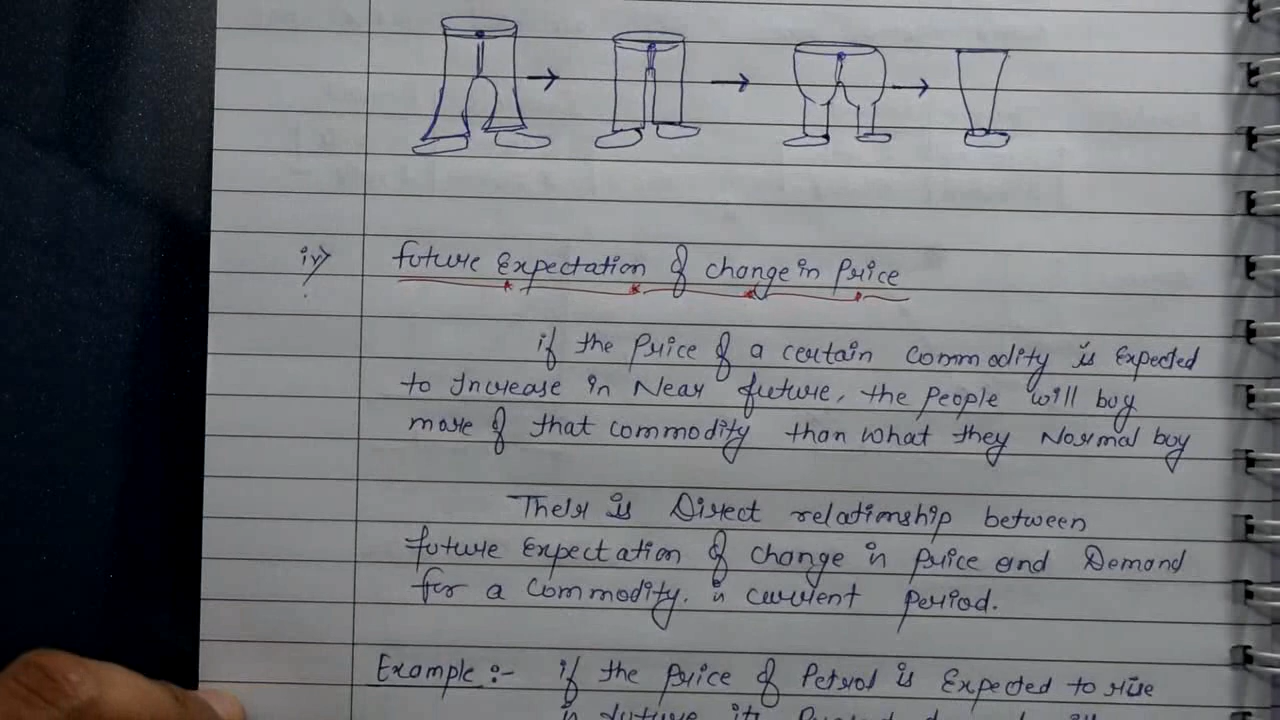 iv) future Expectation of change in Price
if the Price of a certain commodity is Expected
to Increase in Near future, the People will buy
more of that commodity than what they Normal buy
There is Direct relationship between
future Expectation of change in price and Demand
for a commodity. in current Period.
Example :- if the Price of Petrol is Expected to rise
in future its